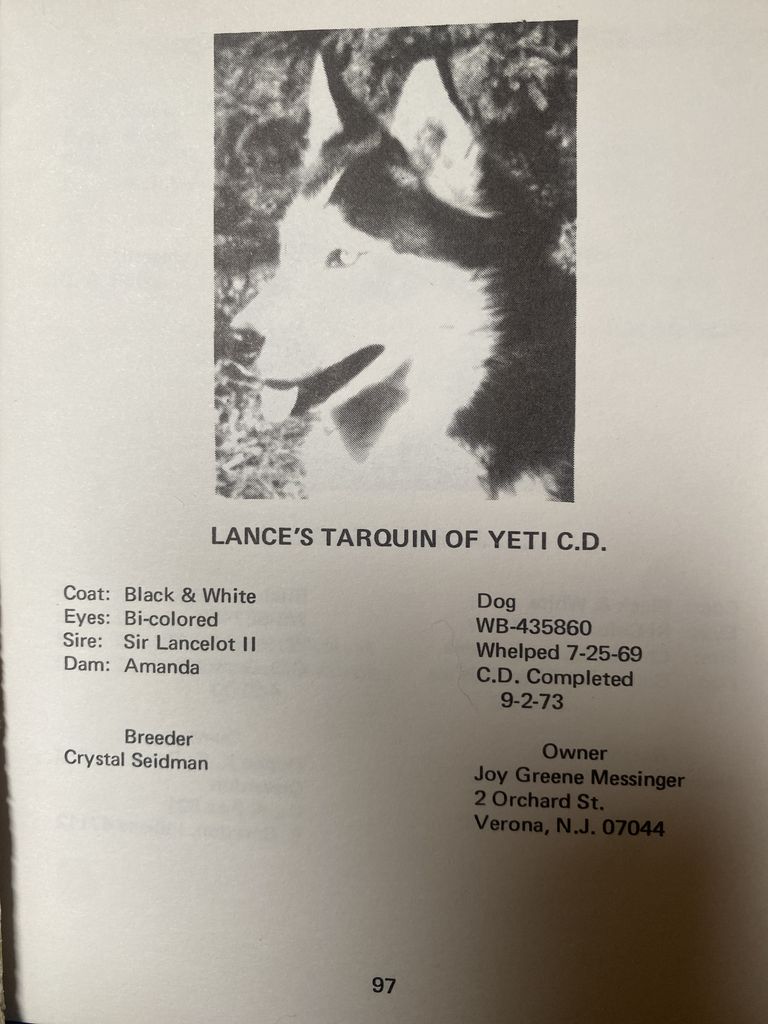 LANCE'S TARQUIN OF YETI C.D.
Coat: Black & White
Eyes: Bi-colored
Sire: Sir Lancelot II
Dam: Amanda
Breeder
Crystal Seidman
Dog
WB-435860
Whelped 7-25-69
C.D. Completed
9-2-73
Owner
Joy Greene Messinger
2 Orchard St.
Verona, N.J. 07044
97